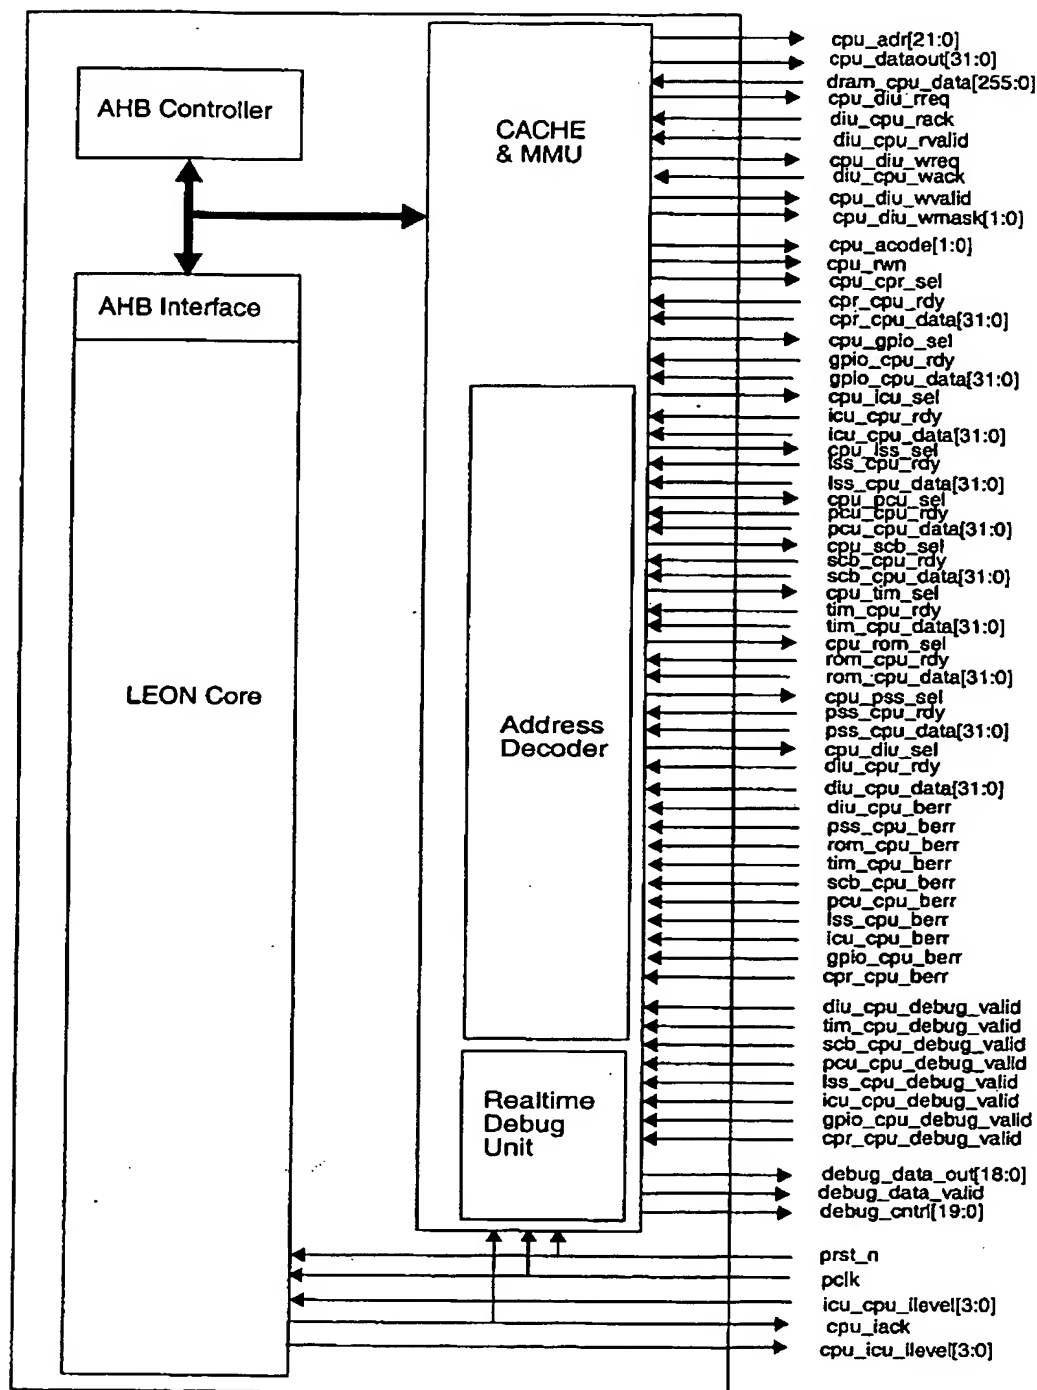 AHB Controller
CACHE
& MMU
AHB Interface
LEON Core
Address
Decoder
Realtime
Debug
Unit
cpu_adr[21:0]
cpu_dataout[31:0]
dram_cpu_data[255:0]
cpu_diu_rreq
diu_cpu_rack
diu_cpu_rvalid
cpu_diu_wreq
diu_cpu_wack
cpu_diu_wvalid
cpu_diu_wmask[1:0]
cpu_acode[1:0]
cpu_rwn
cpu_cpr_sel
cpr_cpu_rdy
cpr_cpu_data[31:0]
cpu_gpio_sel
gpio_cpu_rdy
gpio_cpu_data[31:0]
cpu_icu_sel
icu_cpu_rdy
icu_cpu_data[31:0]
cpu_lss_sel
lss_cpu_rdy
lss_cpu_data[31:0]
cpu_pcu_sel
pcu_cpu_rdy
pcu_cpu_data[31:0]
cpu_scb_sel
scb_cpu_rdy
scb_cpu_data[31:0]
cpu_tim_sel
tim_cpu_rdy
tim_cpu_data[31:0]
cpu_rom_sel
rom_cpu_rdy
rom_cpu_data[31:0]
cpu_pss_sel
pss_cpu_rdy
pss_cpu_data[31:0]
cpu_diu_sel
diu_cpu_rdy
diu_cpu_data[31:0]
diu_cpu_berr
pss_cpu_berr
rom_cpu_berr
tim_cpu_berr
scb_cpu_berr
pcu_cpu_berr
lss_cpu_berr
icu_cpu_berr
gpio_cpu_berr
cpr_cpu_berr
diu_cpu_debug_valid
tim_cpu_debug_valid
scb_cpu_debug_valid
pcu_cpu_debug_valid
lss_cpu_debug_valid
icu_cpu_debug_valid
gpio_cpu_debug_valid
cpr_cpu_debug_valid
debug_data_out[18:0]
debug_data_valid
debug_cntrl[19:0]
prst_n
pclk
icu_cpu_ilevel[3:0]
cpu_iack
cpu_icu_ilevel[3:0]